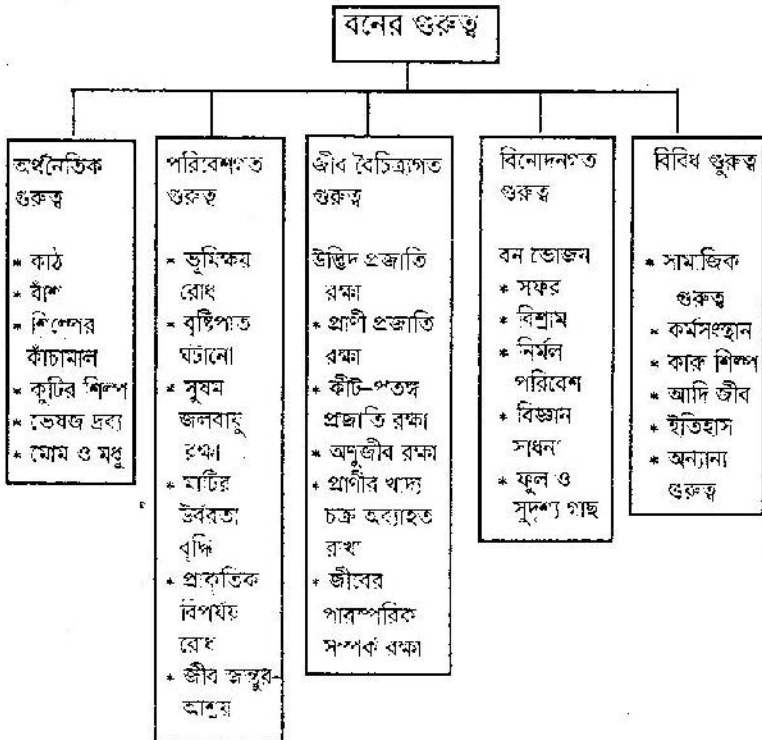 বনের গুরুত্ব
অর্থনৈতিক
গুরুত্ব
* কাঠ
* বাঁশ
* শিল্পের
কাঁচামাল
* কুটির শিল্প
* ভেষজ দ্রব্য
* মোম ও মধু
পরিবেশগত
গুরুত্ব
* ভূমিক্ষয়
রোধ
* বৃষ্টিপাত
ঘটানো
* সুষম
জলবায়ু
রক্ষা
* মাটির
উর্বরতা
বৃদ্ধি
* প্রাকৃতিক
বিপর্যয়
রোধ
* জীব জন্তুর-
আশ্রয়
জীব বৈচিত্র্যগত
গুরুত্ব
উদ্ভিদ প্রজাতি
রক্ষা
* প্রাণী প্রজাতি
রক্ষা
* কীট-পতঙ্গ
প্রজাতি রক্ষা
* অনুজীব রক্ষা
* প্রাণীর খাদ্য
চক্র অব্যাহত
রাখা
* জীবের
পারস্পরিক
সম্পর্ক রক্ষা
বিনোদনগত
গুরুত্ব
বন ভোজন
* সফর
* বিশ্রাম
* নির্মল
পরিবেশ
* বিজ্ঞান
সাধনা
* ফুল ও
সুদৃশ্য গাছ
বিবিধ গুরুত্ব
* সামাজিক
গুরুত্ব
* কর্মসংস্থান
* কারু শিল্প
* আদি জীব
* ইতিহাস
* অন্যান্য
গুরুত্ব